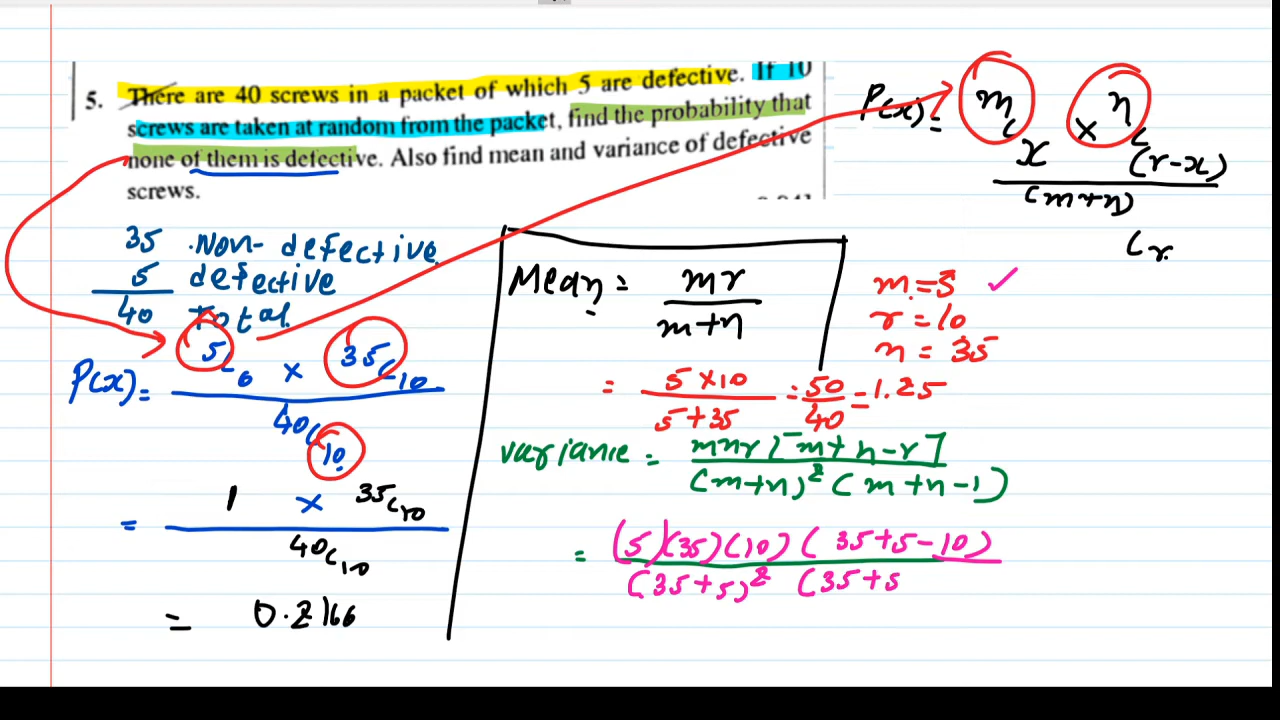 5. There are 40 screws in a packet of which 5 are defective. If 10
screws are taken at random from the packet, find the probability that
none of them is defective. Also find mean and variance of defective
screws.
P(x) = mCx × nC(r-x)
(m+n)Cr
35 Non-defective
5 defective
40 total
P(x) = 5C0 × 35C10
40C10
= 1 × 35C10
40C10
= 0.2166
Mean = mr
m+n
m = 5 ✓
r = 10
n = 35
= 5×10 = 50 = 1.25
5+35 40
variance = mnr [m+n-r]
(m+n)² (m+n-1)
= (5)(35)(10) (35+5-10)
(35+5)² (35+5